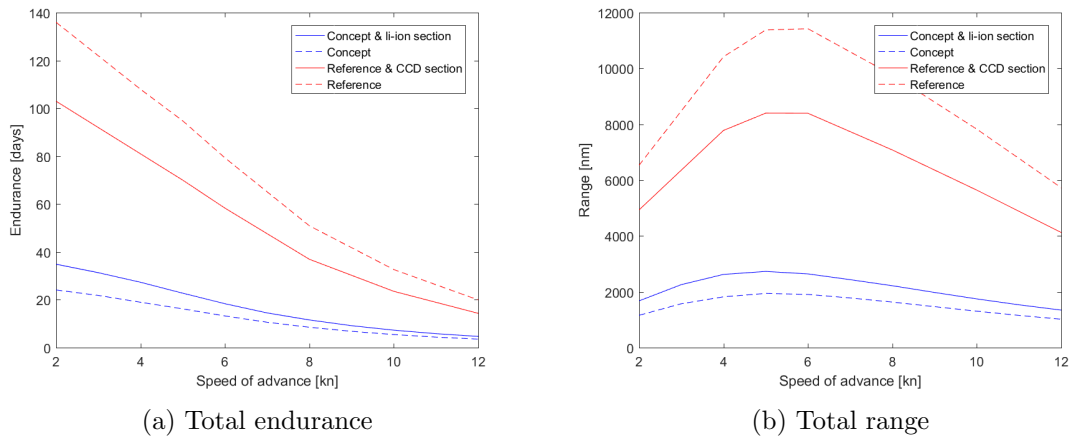 140
120
100
80
60
40
20
0
Endurance [days]
2 4 6 8 10 12
Speed of advance [kn]
Concept & li-ion section
Concept
Reference & CCD section
Reference
(a) Total endurance
12000
10000
8000
6000
4000
2000
0
Range [nm]
2 4 6 8 10 12
Speed of advance [kn]
Concept & li-ion section
Concept
Reference & CCD section
Reference
(b) Total range